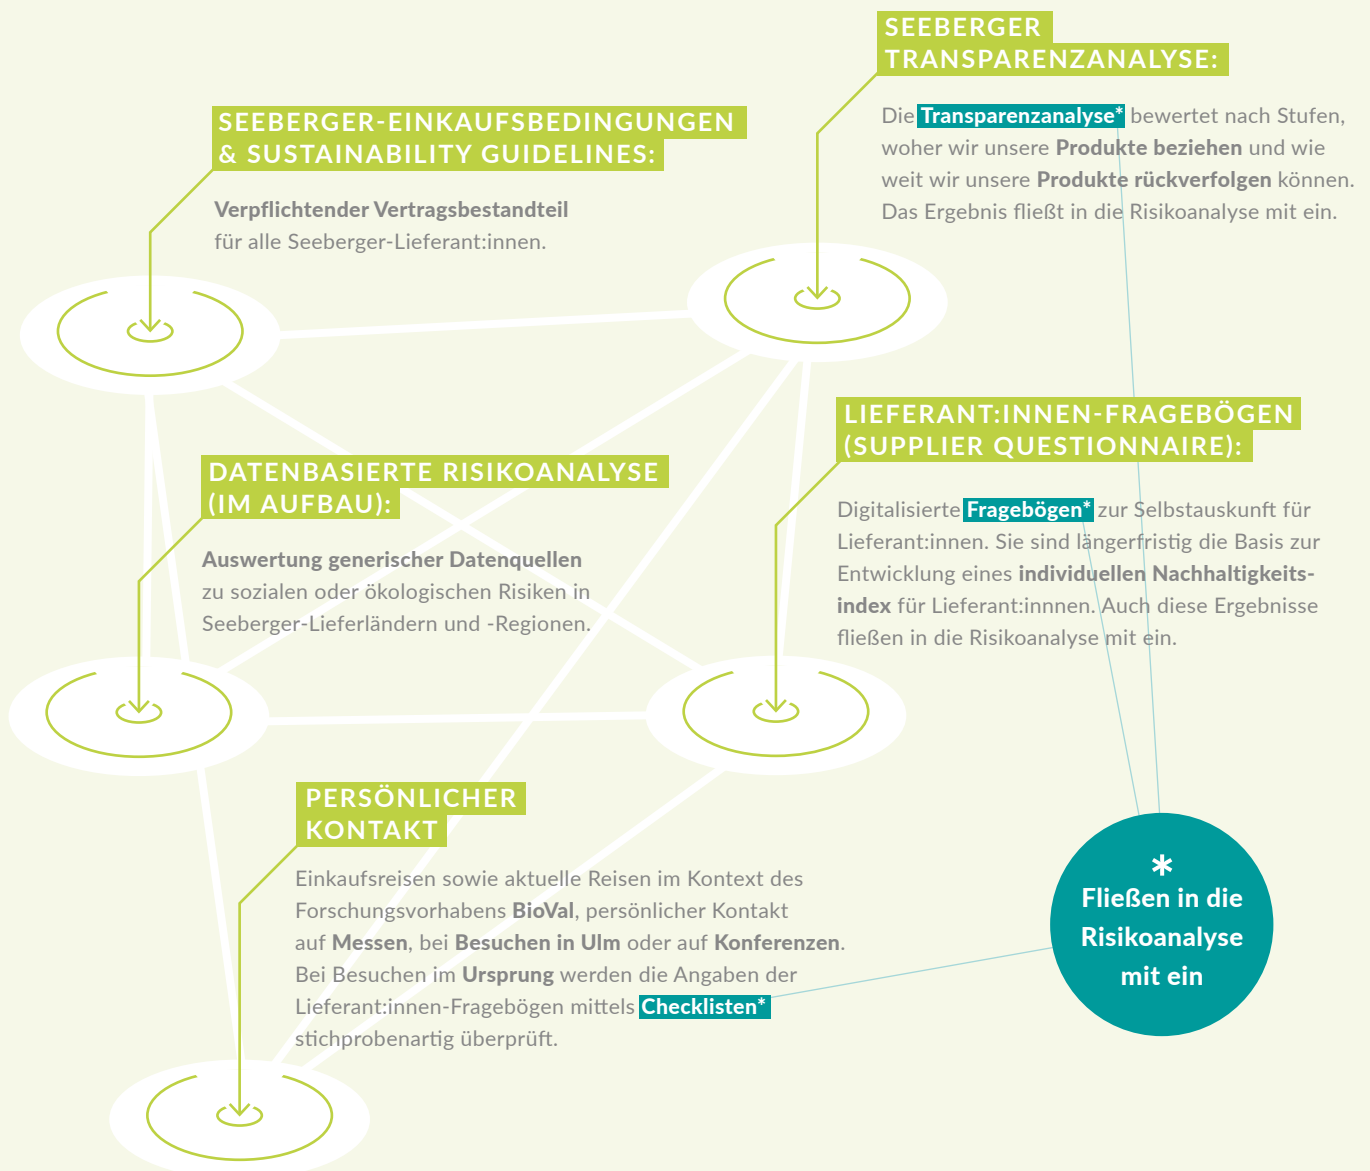 SEEBERGER
TRANSPARENZANALYSE:
Die Transparenzanalyse* bewertet nach Stufen,
woher wir unsere Produkte beziehen und wie
weit wir unsere Produkte rückverfolgen können.
Das Ergebnis fließt in die Risikoanalyse mit ein.
SEEBERGER-EINKAUFSBEDINGUNGEN
& SUSTAINABILITY GUIDELINES:
Verpflichtender Vertragsbestandteil
für alle Seeberger-Lieferant:innen.
LIEFERANT:INNEN-FRAGEBÖGEN
(SUPPLIER QUESTIONNAIRE):
Digitalisierte Fragebögen* zur Selbstauskunft für
Lieferant:innen. Sie sind längerfristig die Basis zur
Entwicklung eines individuellen Nachhaltigkeits-
index für Lieferant:innnen. Auch diese Ergebnisse
fließen in die Risikoanalyse mit ein.
DATENBASIERTE RISIKOANALYSE
(IM AUFBAU):
Auswertung generischer Datenquellen
zu sozialen oder ökologischen Risiken in
Seeberger-Lieferländern und -Regionen.
PERSÖNLICHER
KONTAKT
Einkaufsreisen sowie aktuelle Reisen im Kontext des
Forschungsvorhabens BioVal, persönlicher Kontakt
auf Messen, bei Besuchen in Ulm oder auf Konferenzen.
Bei Besuchen im Ursprung werden die Angaben der
Lieferant:innen-Fragebögen mittels Checklisten*
stichprobenartig überprüft.
*
Fließen in die
Risikoanalyse
mit ein